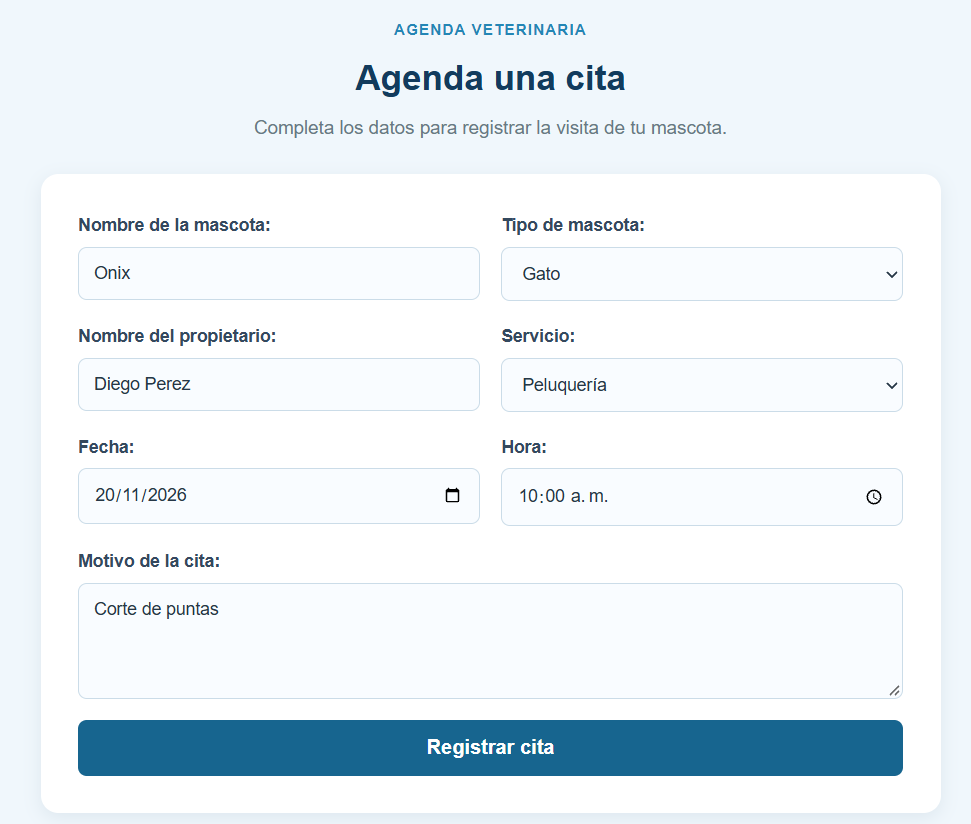 AGENDA VETERINARIA
Agenda una cita
Completa los datos para registrar la visita de tu mascota.
Nombre de la mascota:
Onix
Tipo de mascota:
Gato
Nombre del propietario:
Diego Perez
Servicio:
Peluquería
Fecha:
20/11/2026
Hora:
10:00 a. m.
Motivo de la cita:
Corte de puntas
Registrar cita